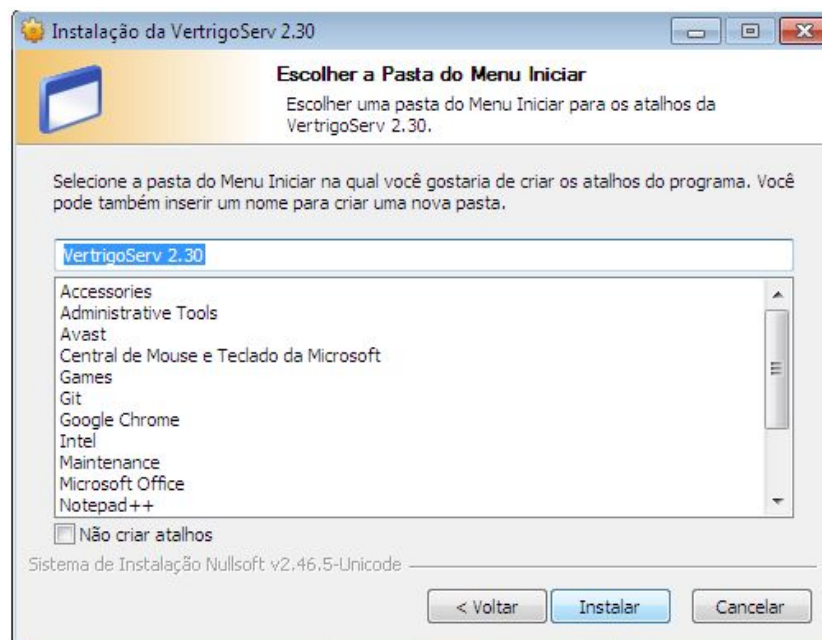 Instalação da VertrigoServ 2.30
Escolher a Pasta do Menu Iniciar
Escolher uma pasta do Menu Iniciar para os atalhos da
VertrigoServ 2.30.
Selecione a pasta do Menu Iniciar na qual você gostaria de criar os atalhos do programa. Você
pode também inserir um nome para criar uma nova pasta.
VertrigoServ 2.30
Accessories
Administrative Tools
Avast
Central de Mouse e Teclado da Microsoft
Games
Git
Google Chrome
Intel
Maintenance
Microsoft Office
Notepad++
Não criar atalhos
Sistema de Instalação Nullsoft v2.46.5-Unicode
< Voltar
Instalar
Cancelar